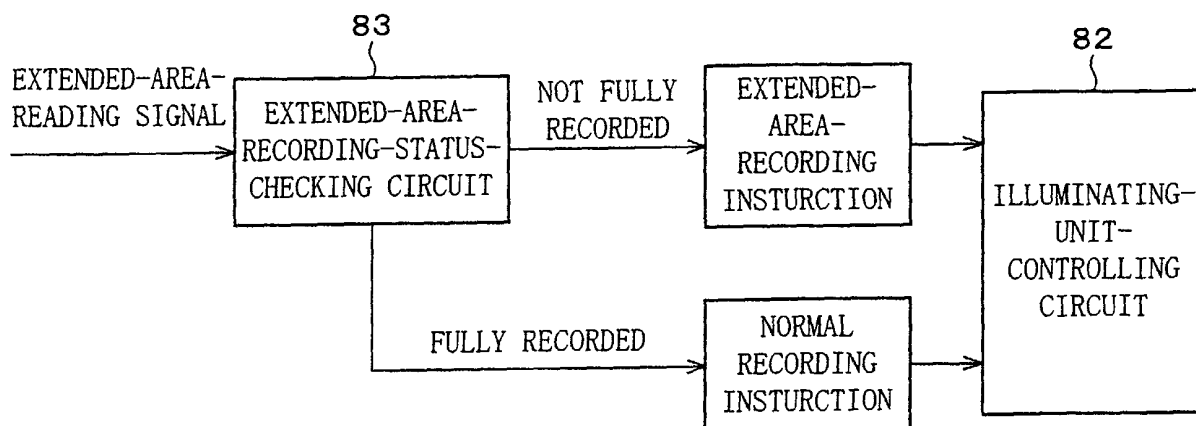 83
82
EXTENDED-AREA-
READING SIGNAL
EXTENDED-AREA-
RECORDING-STATUS-
CHECKING CIRCUIT
NOT FULLY
RECORDED
EXTENDED-
AREA-
RECORDING
INSTURCTION
ILLUMINATING-
UNIT-
CONTROLLING
CIRCUIT
FULLY RECORDED
NORMAL
RECORDING
INSTURCTION